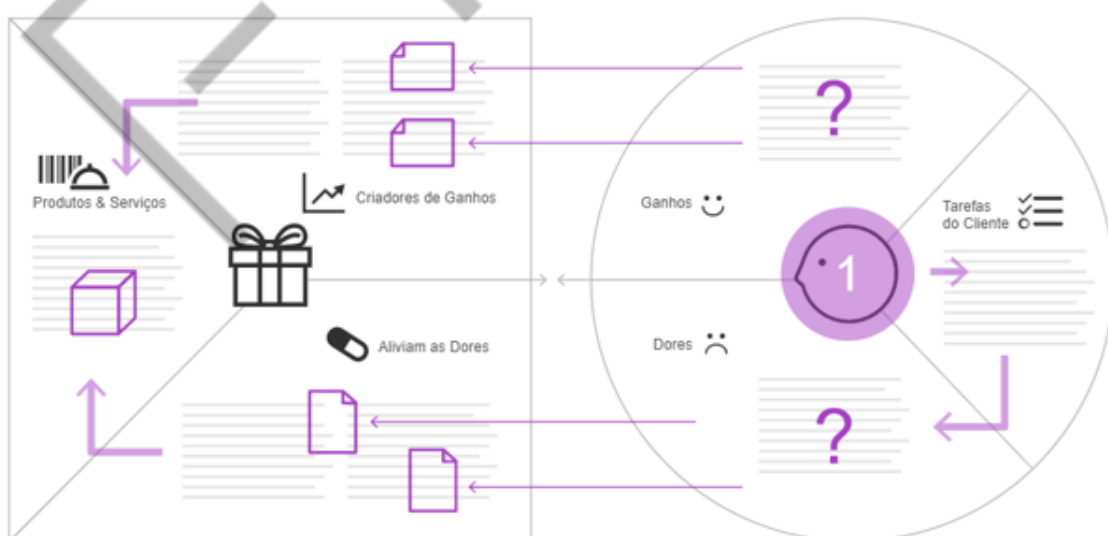 ?
Produtos & Serviços
Criadores de Ganhos
Ganhos
Tarefas
do Cliente
1
Aliviam as Dores
Dores
?